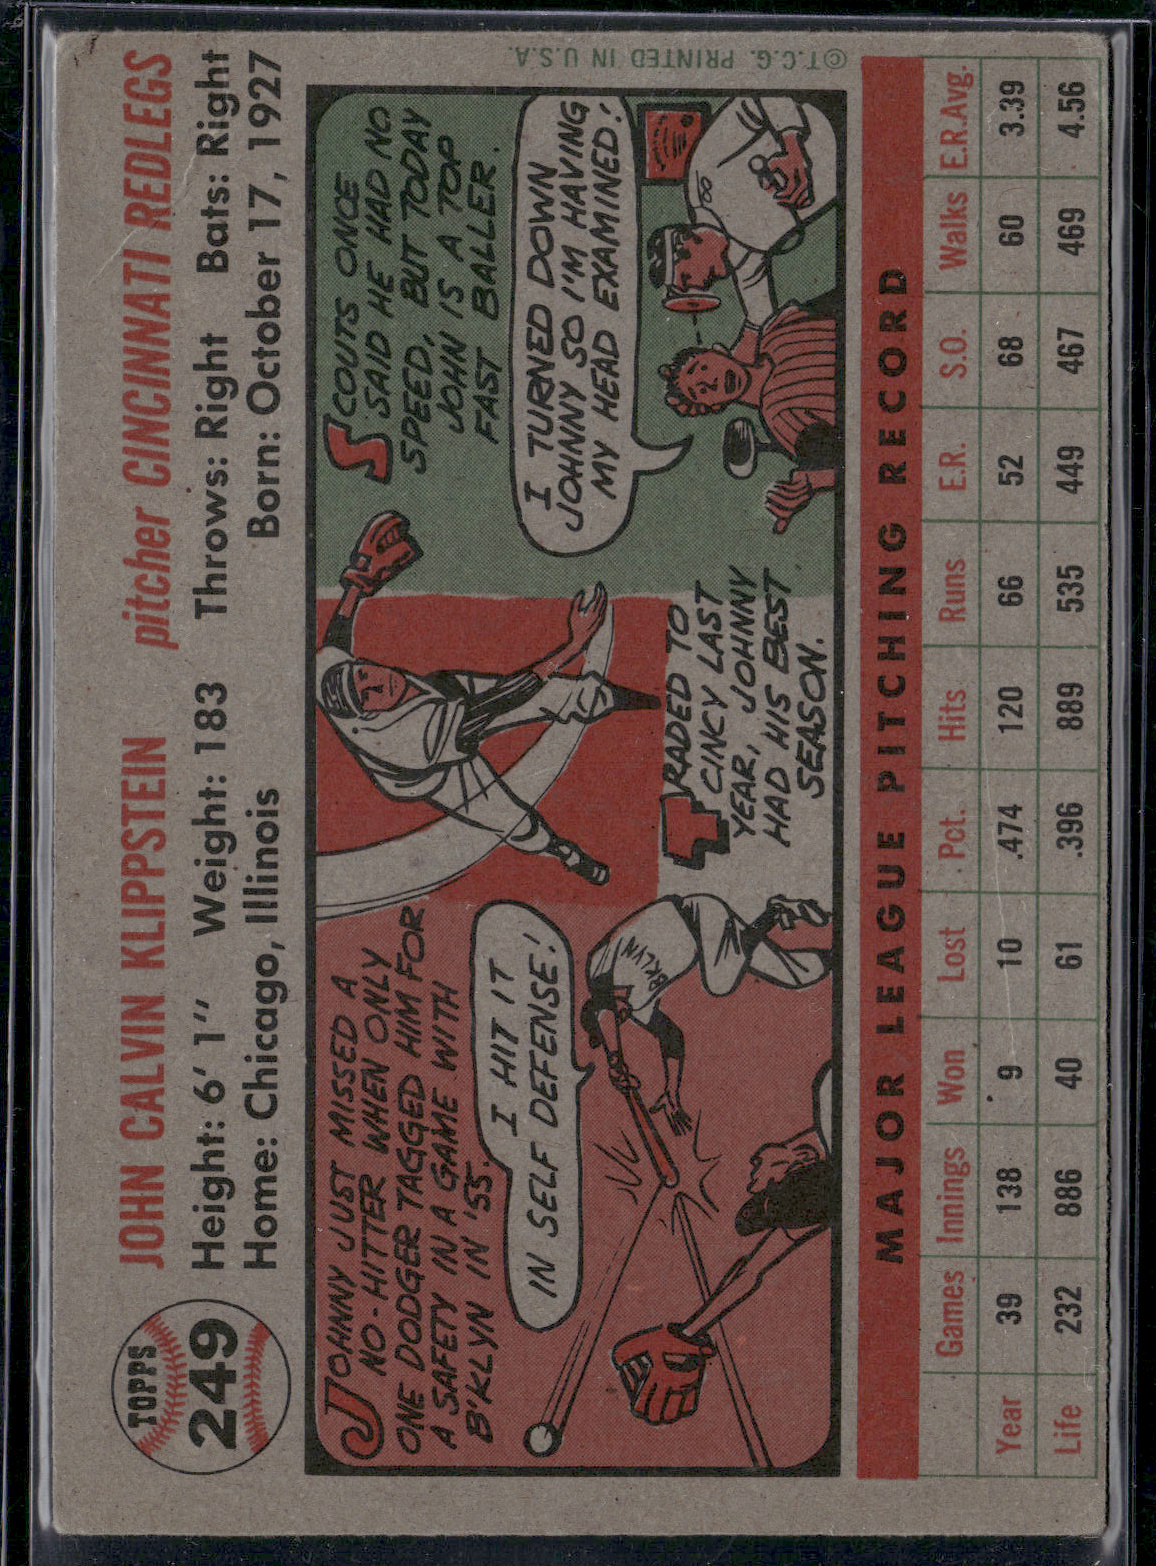 TOPPS
249
JOHN CALVIN KLIPPSTEIN pitcher CINCINNATI REDLEGS
Height: 6' 1" Weight: 183 Throws: Right Bats: Right
Home: Chicago, Illinois Born: October 17, 1927
JOHNNY JUST MISSED A
NO-HITTER WHEN ONLY
ONE DODGER TAGGED HIM FOR
A SAFETY IN A GAME WITH
B'KLYN IN '55.
I HIT IT
IN SELF DEFENSE!
BRKLYN
TRADED TO
CINCY LAST
YEAR, JOHNNY
HAD HIS BEST
SEASON.
SCOUTS ONCE
SAID HE HAD NO
SPEED, BUT TODAY
JOHN IS A TOP
FAST BALLER.
I TURNED DOWN
JOHNNY SO I'M HAVING
MY HEAD EXAMINED!
©T.C.G. PRINTED IN U.S.A.
MAJOR LEAGUE PITCHING RECORD
Games Innings Won Lost Pct. Hits Runs E.R. S.O. Walks E.R.Avg.
Year 39 138 9 10 .474 120 66 52 68 60 3.39
Life 232 886 40 61 .396 889 535 449 467 469 4.56